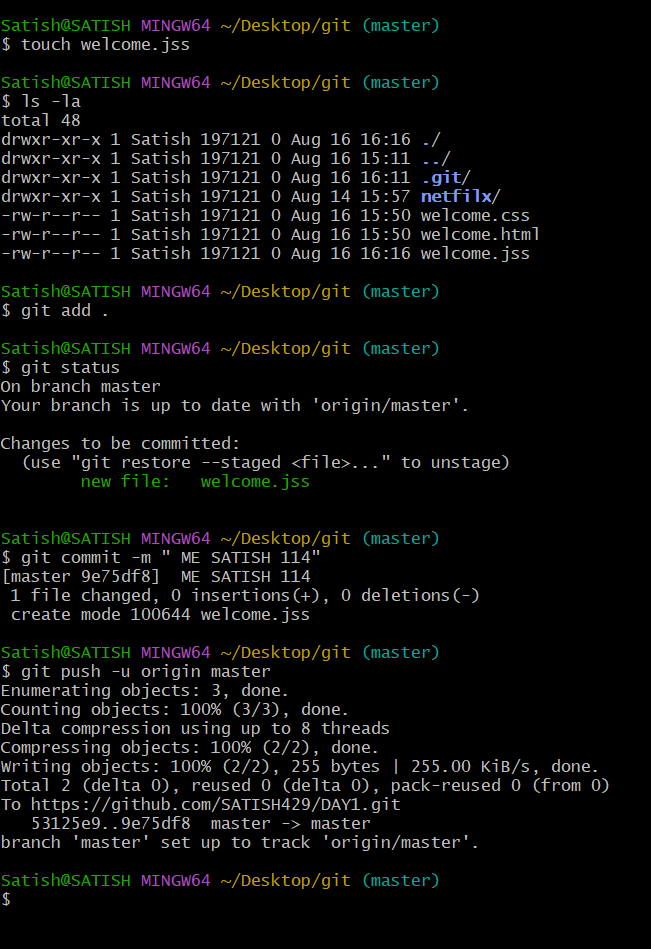 Satish@SATISH MINGW64 ~/Desktop/git (master)
$ touch welcome.jss
Satish@SATISH MINGW64 ~/Desktop/git (master)
$ ls -la
total 48
drwxr-xr-x 1 Satish 197121 0 Aug 16 16:16 ./
drwxr-xr-x 1 Satish 197121 0 Aug 16 15:11 ../
drwxr-xr-x 1 Satish 197121 0 Aug 16 16:11 .git/
drwxr-xr-x 1 Satish 197121 0 Aug 14 15:57 netfilx/
-rw-r--r-- 1 Satish 197121 0 Aug 16 15:50 welcome.css
-rw-r--r-- 1 Satish 197121 0 Aug 16 15:50 welcome.html
-rw-r--r-- 1 Satish 197121 0 Aug 16 16:16 welcome.jss
Satish@SATISH MINGW64 ~/Desktop/git (master)
$ git add .
Satish@SATISH MINGW64 ~/Desktop/git (master)
$ git status
On branch master
Your branch is up to date with 'origin/master'.
Changes to be committed:
  (use "git restore --staged <file>..." to unstage)
        new file:   welcome.jss
Satish@SATISH MINGW64 ~/Desktop/git (master)
$ git commit -m " ME SATISH 114"
[master 9e75df8]  ME SATISH 114
 1 file changed, 0 insertions(+), 0 deletions(-)
 create mode 100644 welcome.jss
Satish@SATISH MINGW64 ~/Desktop/git (master)
$ git push -u origin master
Enumerating objects: 3, done.
Counting objects: 100% (3/3), done.
Delta compression using up to 8 threads
Compressing objects: 100% (2/2), done.
Writing objects: 100% (2/2), 255 bytes | 255.00 KiB/s, done.
Total 2 (delta 0), reused 0 (delta 0), pack-reused 0 (from 0)
To https://github.com/SATISH429/DAY1.git
   53125e9..9e75df8  master -> master
branch 'master' set up to track 'origin/master'.
Satish@SATISH MINGW64 ~/Desktop/git (master)
$